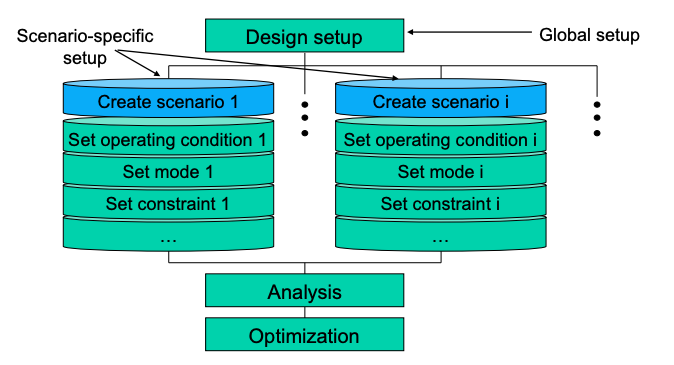 Scenario-specific
setup
Design setup
Global setup
Create scenario 1
Set operating condition 1
Set mode 1
Set constraint 1
...
Create scenario i
Set operating condition i
Set mode i
Set constraint i
...
Analysis
Optimization